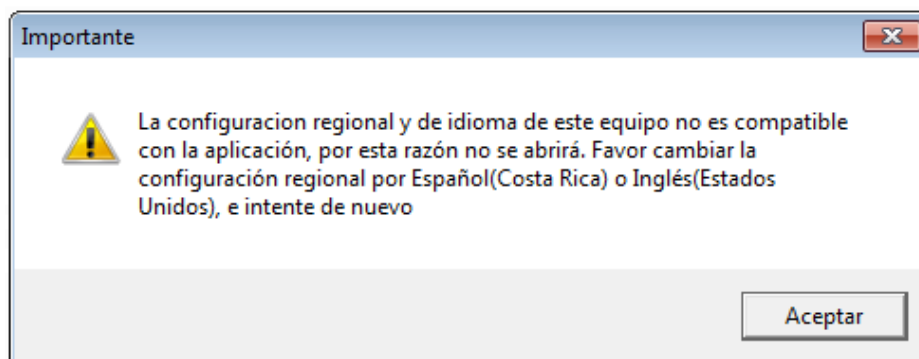 Importante
La configuracion regional y de idioma de este equipo no es compatible
con la aplicación, por esta razón no se abrirá. Favor cambiar la
configuración regional por Español(Costa Rica) o Inglés(Estados
Unidos), e intente de nuevo
Aceptar